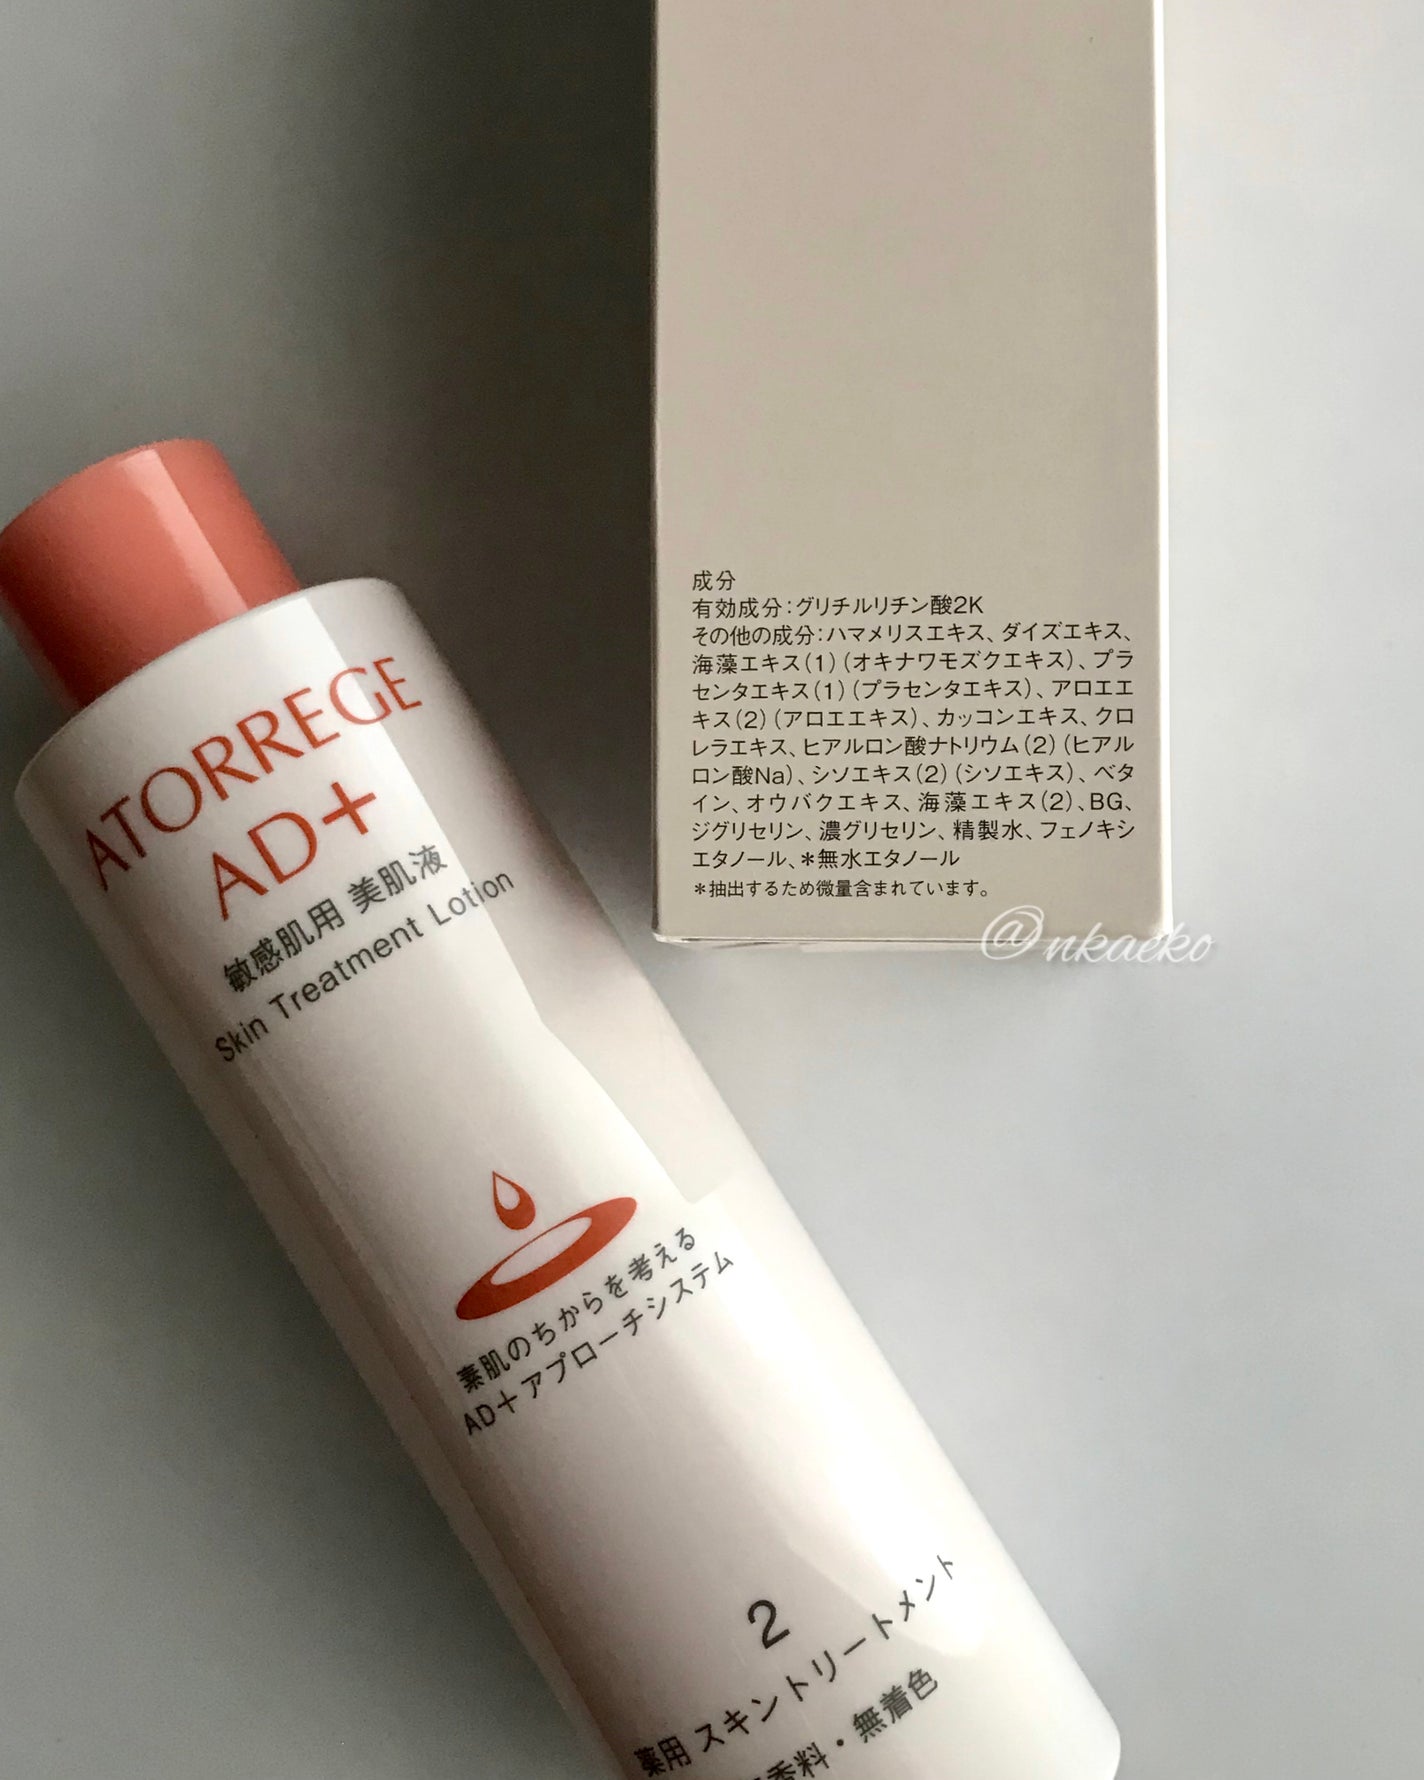 ATORREGE
AD+
敏感肌用 美肌液
Skin Treatment Lotion
素肌のちからを考える
AD+アプローチシステム
2
薬用 スキントリートメント
香料・無着色
成分
有効成分:グリチルリチン酸2K
その他の成分:ハマメリスエキス、ダイズエキス、
海藻エキス(1)(オキナワモズクエキス)、プラ
センタエキス(1)(プラセンタエキス)、アロエエ
キス(2)(アロエエキス)、カッコンエキス、クロ
レラエキス、ヒアルロン酸ナトリウム(2)(ヒアル
ロン酸Na)、シソエキス(2)(シソエキス)、ベタ
イン、オウバクエキス、海藻エキス(2)、BG、
ジグリセリン、濃グリセリン、精製水、フェノキシ
エタノール、*無水エタノール
*抽出するため微量含まれています。
@nkaeko